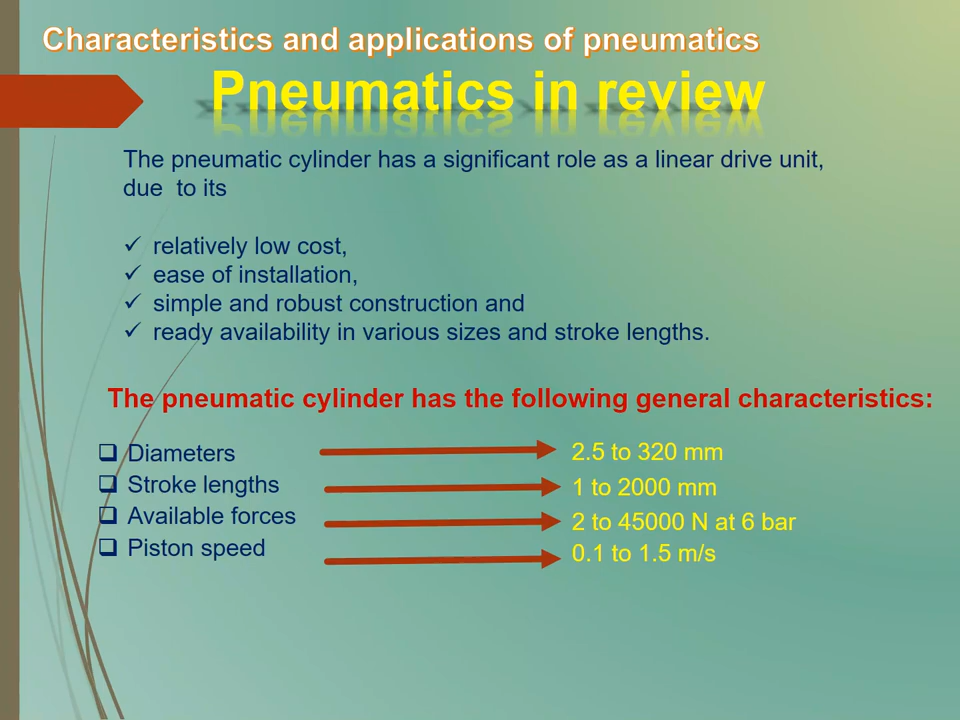 Characteristics and applications of pneumatics
Pneumatics in review
The pneumatic cylinder has a significant role as a linear drive unit,
due to its
✓ relatively low cost,
✓ ease of installation,
✓ simple and robust construction and
✓ ready availability in various sizes and stroke lengths.
The pneumatic cylinder has the following general characteristics:
❑ Diameters 2.5 to 320 mm
❑ Stroke lengths 1 to 2000 mm
❑ Available forces 2 to 45000 N at 6 bar
❑ Piston speed 0.1 to 1.5 m/s